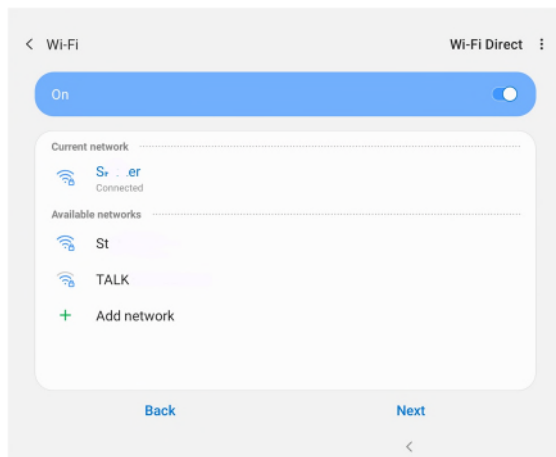 Wi-Fi Wi-Fi Direct
On
Current network
Connected
Available networks
St
TALK
Add network
Back Next